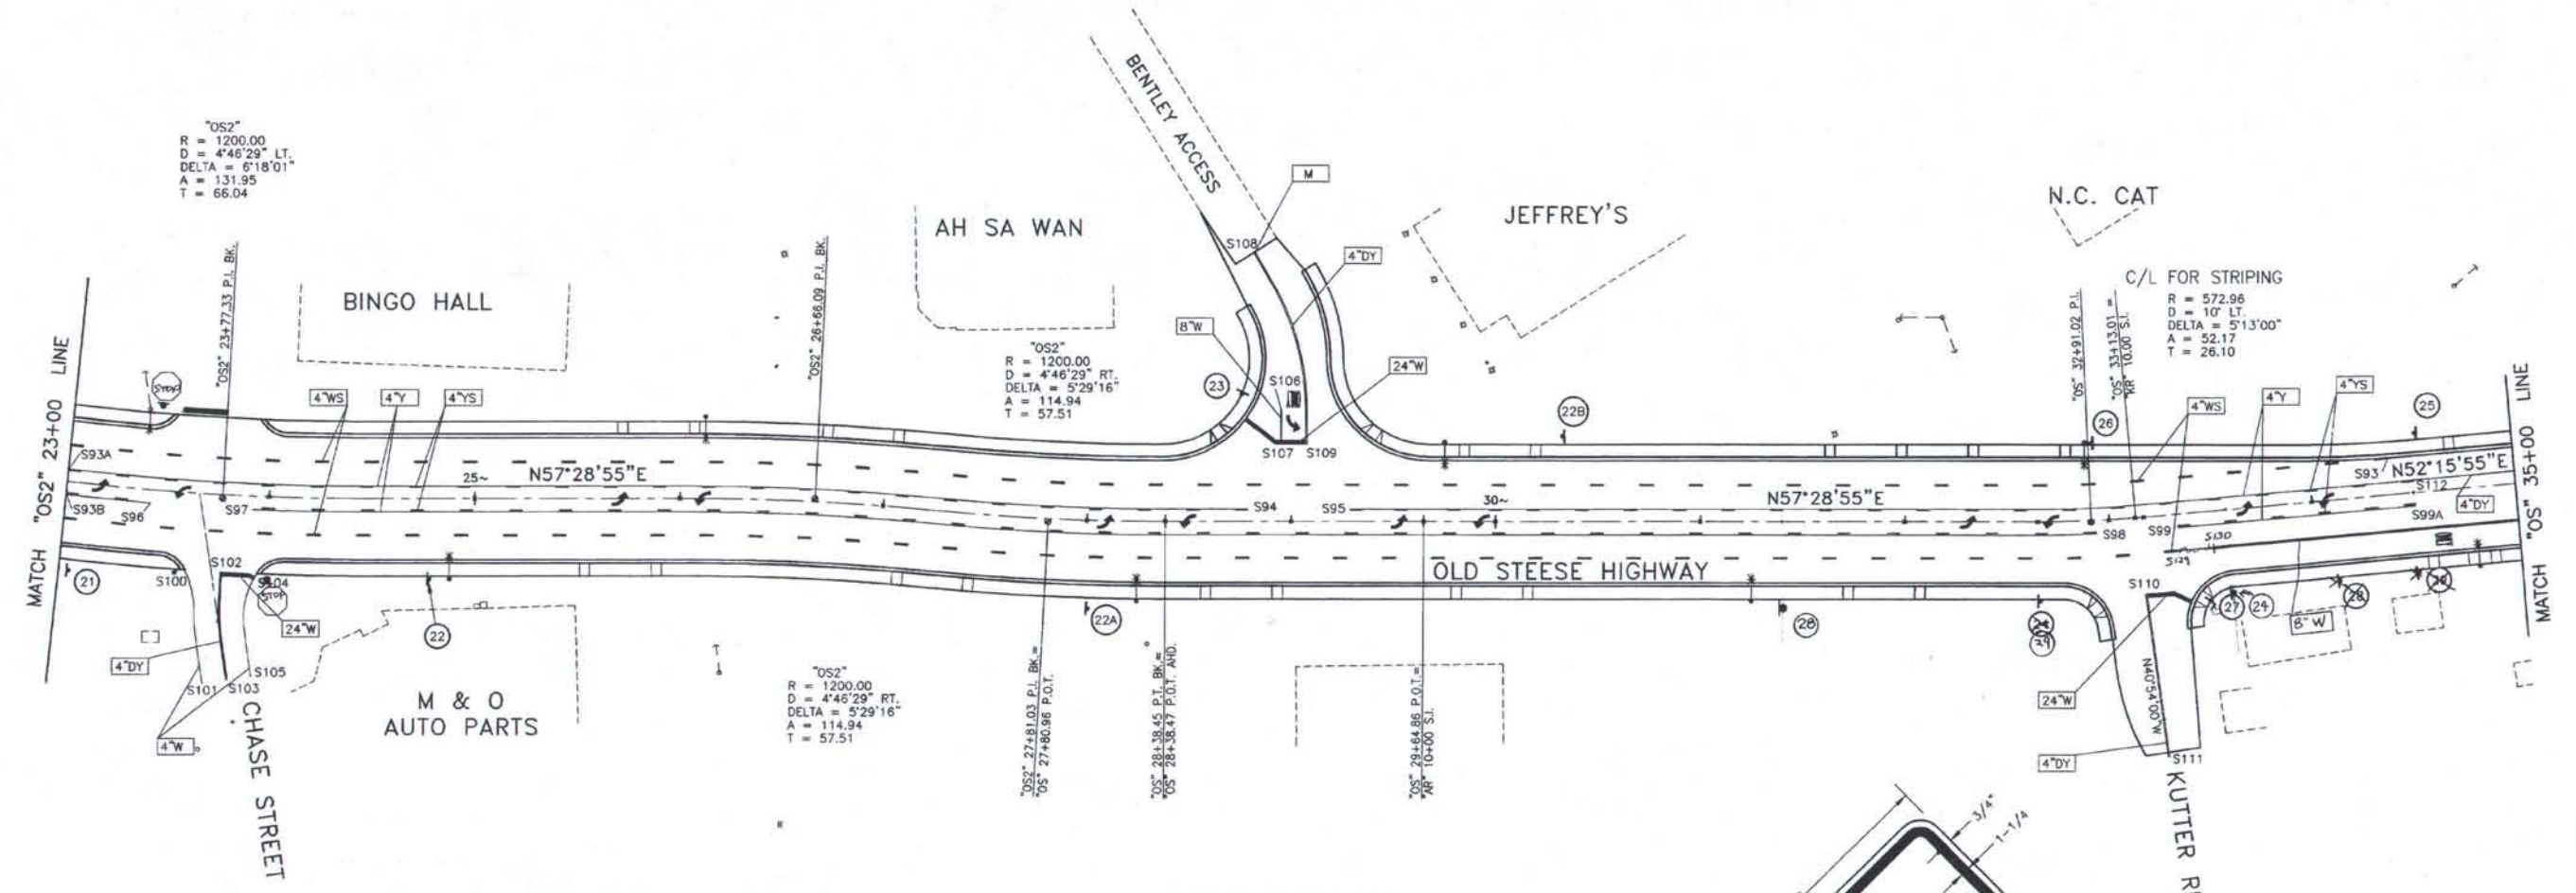 BENTLEY ACCESS
"OS2"
R = 1200.00
D = 4°46'29" LT.
DELTA = 6°18'01"
A = 131.95
T = 66.04
M
N.C. CAT
JEFFREY'S
AH SA WAN
S108
4"DY
C/L FOR STRIPING
R = 572.96
D = 10° LT.
DELTA = 5°13'00"
A = 52.17
T = 26.10
BINGO HALL
"OS2" 23+77.33 P.I. BK.
"OS2" 26+66.09 P.I. BK.
"OS2"
R = 1200.00
D = 4°46'29" RT.
DELTA = 5°29'16"
A = 114.94
T = 57.51
8"W
24"W
23
S106
"OS" 32+91.02 P.I.
"OS" 33+13.01 =
"KR" 10.00 S.I.
MATCH "OS2" 23+00 LINE
STOP
4"WS
4"Y
4"YS
22B
26
4"WS
4"Y
4"YS
25
MATCH "OS" 35+00 LINE
S107
S109
S93A
25~
N57°28'55"E
S93
N52°15'55"E
S112
4"DY
S93B
S96
S97
S94
S95
30~
N57°28'55"E
S98
S99
S99A
S130
S129
S102
OLD STEESE HIGHWAY
21
S100
S104
STOP
S110
24"W
22
22A
28
29
27
24
28
8"W
4"DY
S101
S103
S105
4"W
CHASE STREET
M & O
AUTO PARTS
"OS2"
R = 1200.00
D = 4°46'29" RT.
DELTA = 5°29'16"
A = 114.94
T = 57.51
"OS2" 27+81.03 P.I. BK.=
"OS" 27+80.96 P.O.T.
"OS" 28+38.45 P.T. BK.=
"OS" 28+38.47 P.O.T. AHD.
"OS" 29+64.86 P.O.T.=
"AR" 10+00 S.I.
24"W
N40°54'00"W
4"DY
S111
KUTTER
3/4"
1-1/4